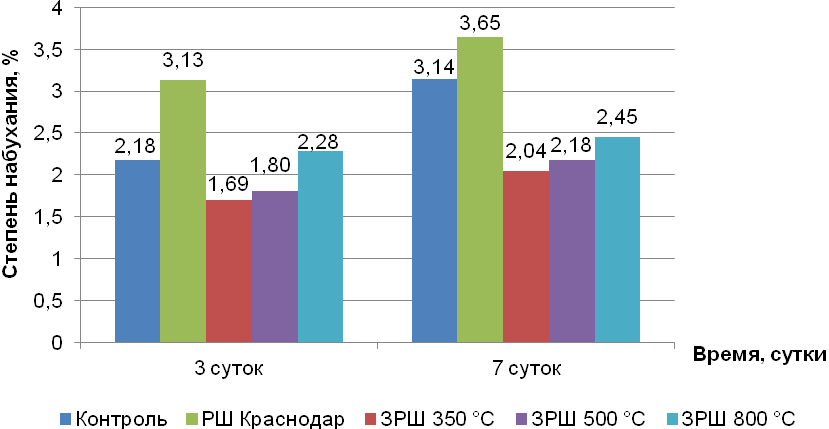 Степень набухания, %
4
3,5
3
2,5
2
1,5
1
0,5
0
2,18
3,13
1,69
1,80
2,28
3,14
3,65
2,04
2,18
2,45
3 суток
7 суток
Время, сутки
Контроль
РШ Краснодар
ЗРШ 350 °C
ЗРШ 500 °C
ЗРШ 800 °C